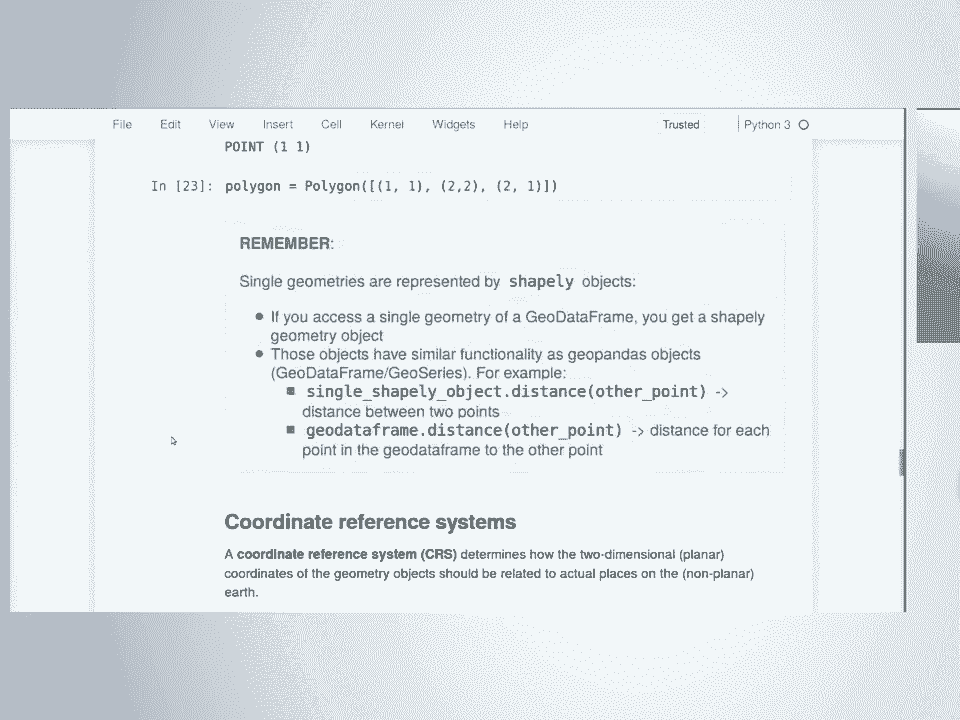 File Edit View Insert Cell Kernel Widgets Help Trusted Python 3
POINT (1 1)
In [23]: polygon = Polygon([(1, 1), (2,2), (2, 1)])
REMEMBER:
Single geometries are represented by shapely objects:
● If you access a single geometry of a GeoDataFrame, you get a shapely
geometry object
● Those objects have similar functionality as geopandas objects
(GeoDataFrame/GeoSeries). For example:
■ single_shapely_object.distance(other_point) ->
distance between two points
■ geodataframe.distance(other_point) -> distance for each
point in the geodataframe to the other point
Coordinate reference systems
A coordinate reference system (CRS) determines how the two-dimensional (planar)
coordinates of the geometry objects should be related to actual places on the (non-planar)
earth.